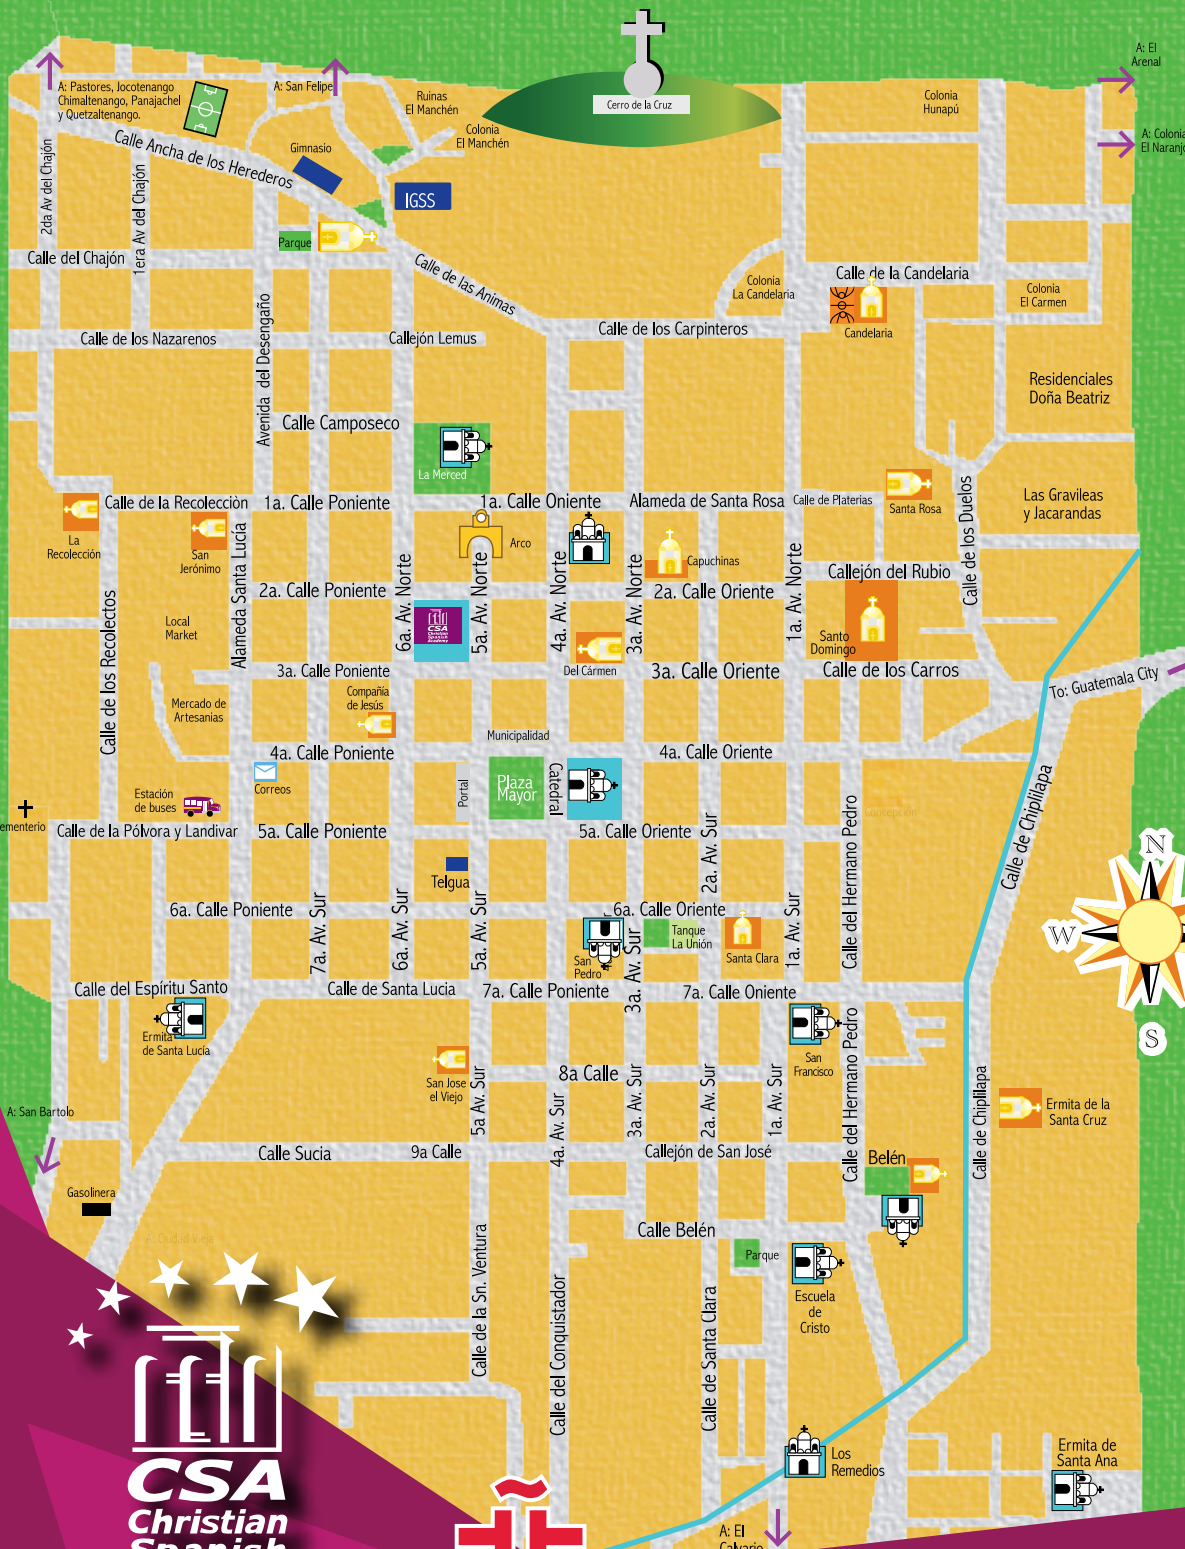 A: El
Arenal
A: Pastores, Jocotenango
Chimaltenango, Panajachel
y Quetzaltenango.
A: San Felipe
Ruinas
El Manchén
Cerro de la Cruz
Colonia
Hunapú
Colonia
El Manchén
A: Colonia
El Naranjo
Calle Ancha de los Herederos
Gimnasio
IGSS
2da Av del Chajón
1era Av del Chajón
Parque
Calle del Chajón
Calle de las Animas
Colonia
La Candelaria
Calle de la Candelaria
Colonia
El Carmen
Candelaria
Calle de los Nazarenos
Avenida del Desengaño
Callejón Lemus
Calle de los Carpinteros
Residenciales
Doña Beatriz
Calle Camposeco
La Merced
Calle de la Recolecciòn
1a. Calle Poniente
1a. Calle Oriente
Alameda de Santa Rosa
Calle de Platerias
Santa Rosa
Calle de los Duelos
Las Gravileas
y Jacarandas
La
Recolección
San
Jerónimo
Alameda Santa Lucía
Arco
Capuchinas
6a. Av. Norte
5a. Av. Norte
4a. Av. Norte
3a. Av. Norte
1a. Av. Norte
Callejón del Rubio
2a. Calle Poniente
2a. Calle Oriente
Calle de los Recolectos
Local
Market
CSA
Christian
Spanish
Academy
Del Cármen
Santo
Domingo
3a. Calle Poniente
3a. Calle Oriente
Calle de los Carros
To: Guatemala City
Compañía
de Jesús
Mercado de
Artesanias
Municipalidad
4a. Calle Poniente
4a. Calle Oriente
Correos
Portal
Plaza
Mayor
Catedral
Estación
de buses
ementerio
Calle de la Pólvora y Landivar
5a. Calle Poniente
5a. Calle Oriente
Concepción
Calle de Chiplilapa
2a. Av. Sur
Calle del Hermano Pedro
Telgua
N
W
S
6a. Calle Poniente
7a. Av. Sur
6a. Av. Sur
5a. Av. Sur
6a. Calle Oriente
Tanque
La Unión
Santa Clara
1a. Av. Sur
San
Pedro
3a. Av. Sur
Calle del Espíritu Santo
Calle de Santa Lucia
7a. Calle Poniente
7a. Calle Oriente
Ermita
de Santa Lucía
San
Francisco
Calle del Hermano Pedro
San Jose
el Viejo
8a Calle
5a Av. Sur
4a. Av. Sur
3a. Av. Sur
2a. Av. Sur
1a. Av. Sur
Calle de Chiplilapa
Ermita de la
Santa Cruz
A: San Bartolo
Calle Sucia
9a Calle
Callejón de San José
Belén
Gasolinera
Calle Belén
Parque
Calle de la Sn. Ventura
Calle del Conquistador
Calle de Santa Clara
Escuela
de
Cristo
Los
Remedios
Ermita de
Santa Ana
CSA
Christian
Spanish
A: El
Calvario